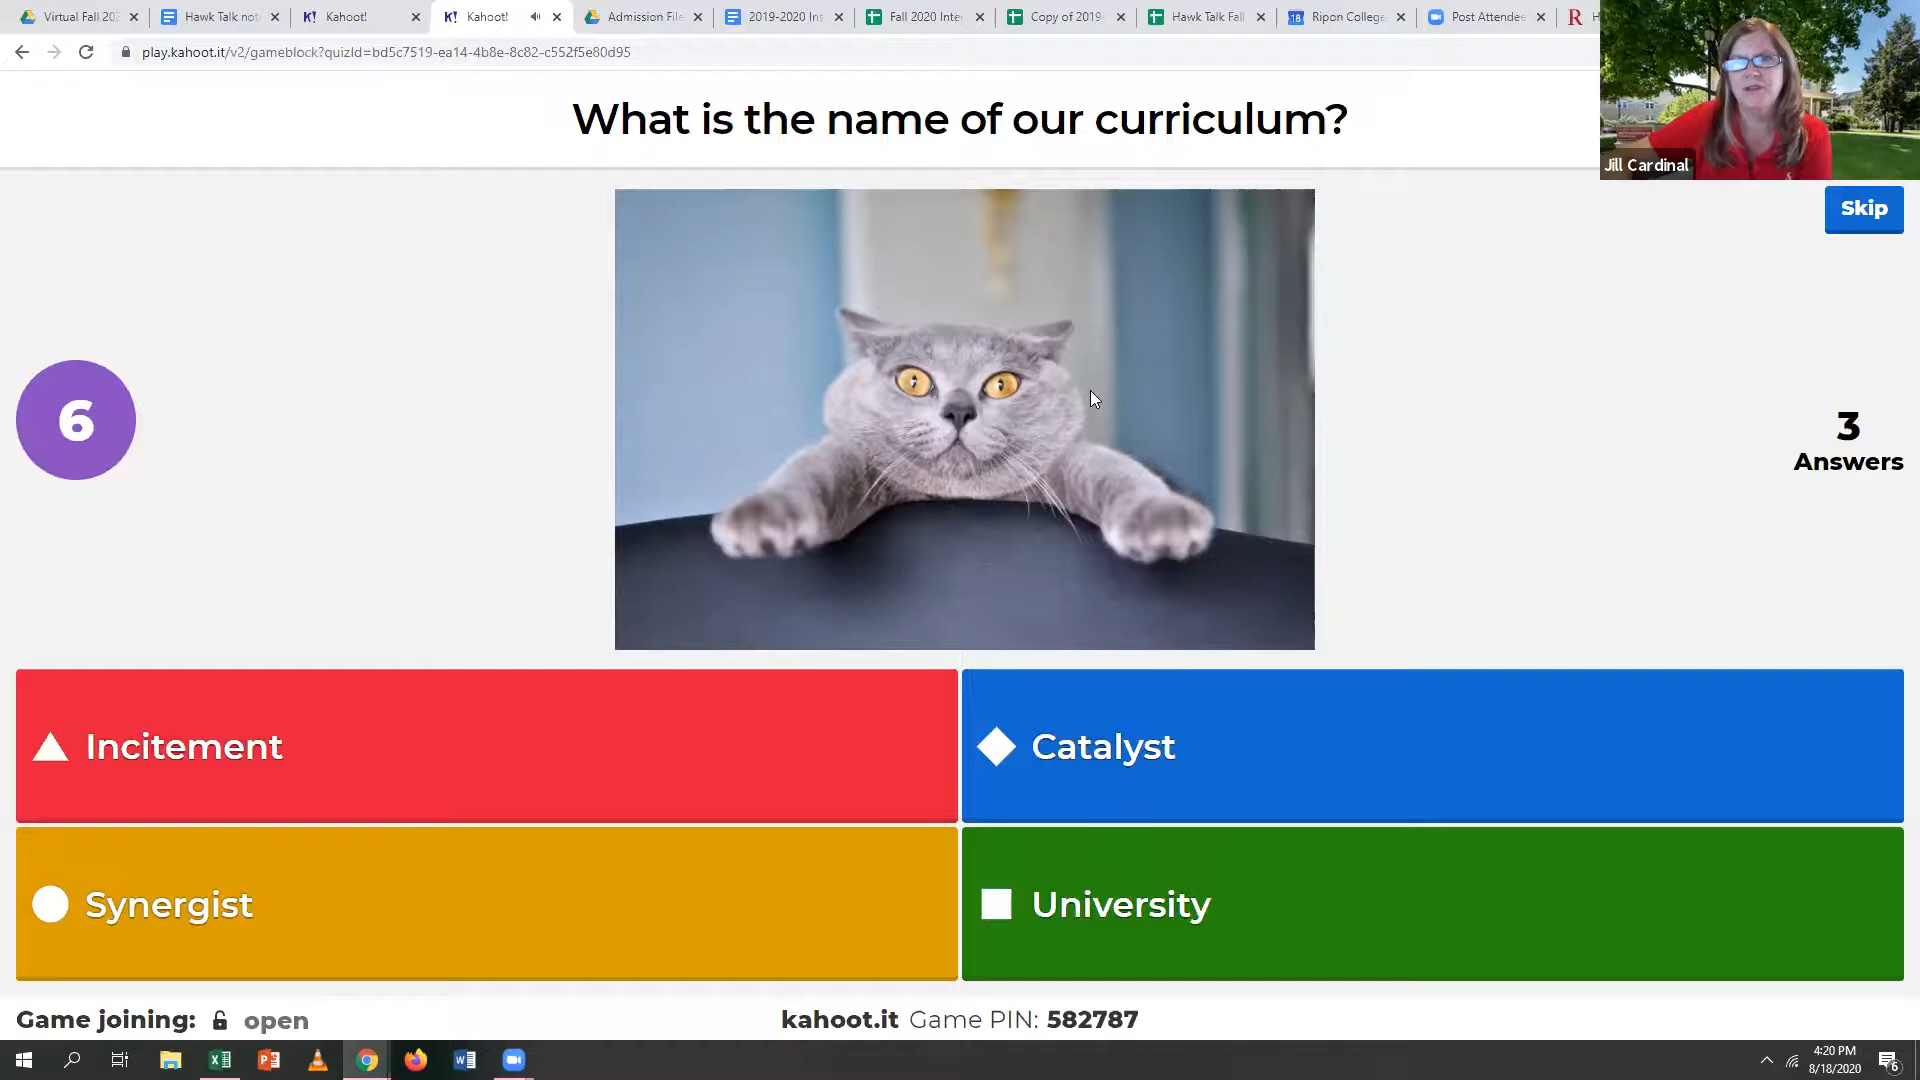 Virtual Fall 202
Hawk Talk not
Kahoot!
Kahoot!
Admission File
2019-2020 Ins
Fall 2020 Inte
Copy of 2019-
Hawk Talk Fall
18 Ripon College
Post Attendee
R
play.kahoot.it/v2/gameblock?quizId=bd5c7519-ea14-4b8e-8c82-c552f5e80d95
What is the name of our curriculum?
Jill Cardinal
Skip
6
3
Answers
Incitement
Catalyst
Synergist
University
Game joining: open
kahoot.it Game PIN: 582787
4:20 PM
8/18/2020
6